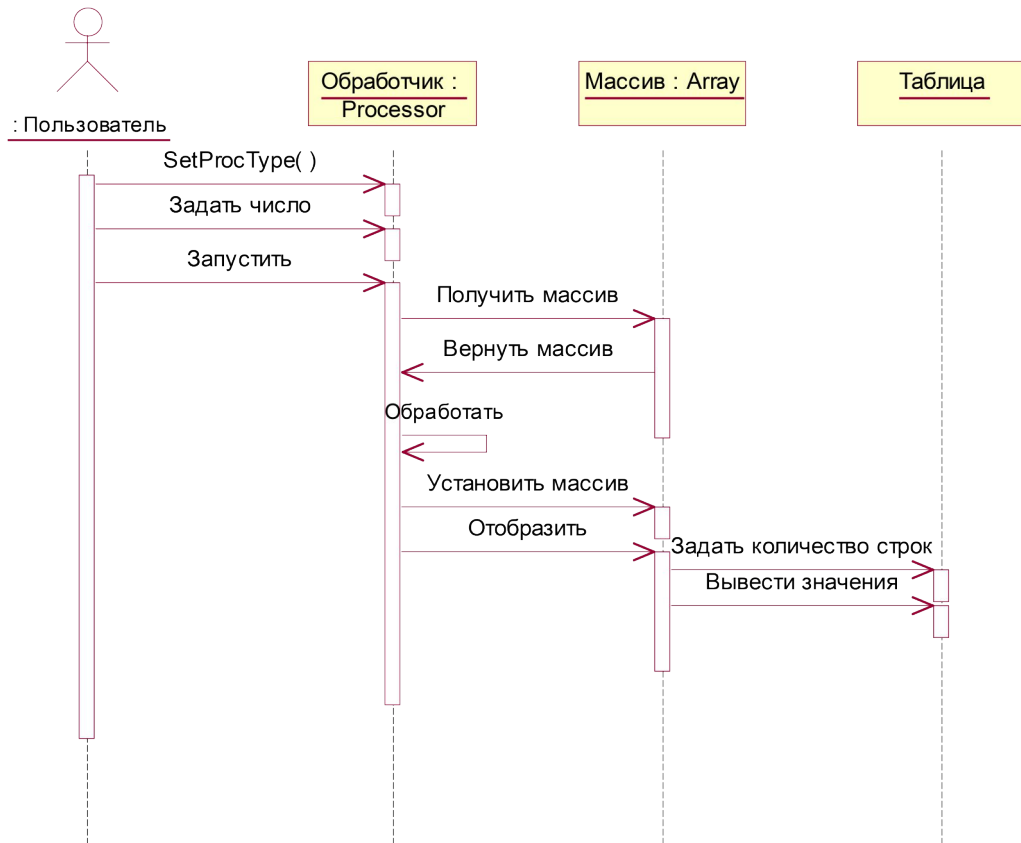 : Пользователь
Обработчик :
Processor
Массив : Array
Таблица
SetProcType( )
Задать число
Запустить
Получить массив
Вернуть массив
Обработать
Установить массив
Отобразить
Задать количество строк
Вывести значения